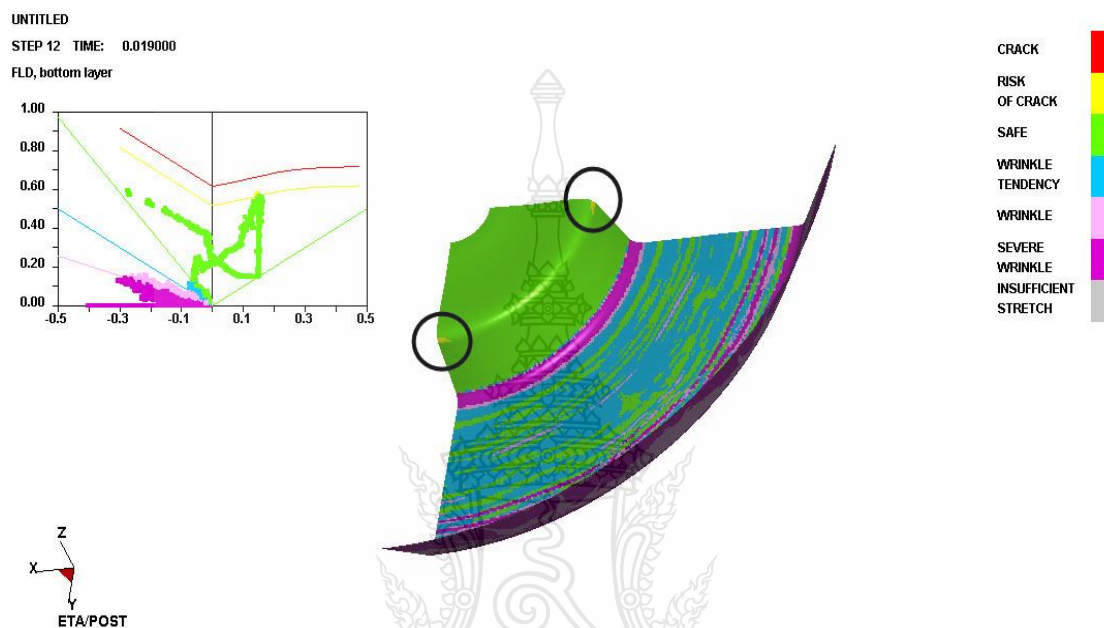 UNTITLED
STEP 12 TIME: 0.019000
FLD, bottom layer
1.00
0.80
0.60
0.40
0.20
0.00
-0.5
-0.3
-0.1
0.1
0.3
0.5
CRACK
RISK
OF CRACK
SAFE
WRINKLE
TENDENCY
WRINKLE
SEVERE
WRINKLE
INSUFFICIENT
STRETCH
Z
X
Y
ETA/POST